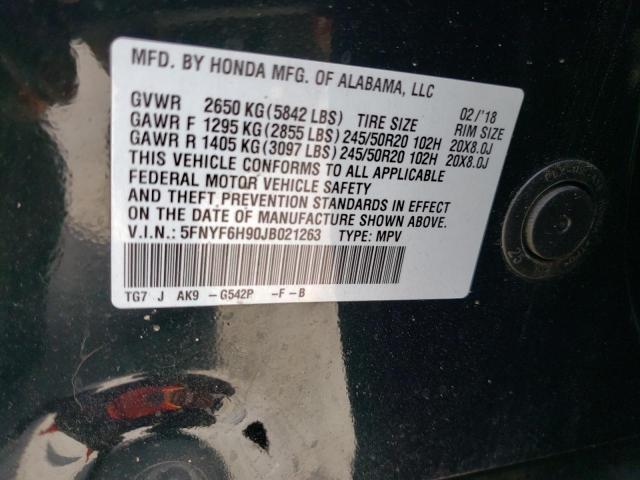 MFD. BY HONDA MFG. OF ALABAMA, LLC
GVWR 2650 KG (5842 LBS) TIRE SIZE 02/'18 RIM SIZE
GAWR F 1295 KG (2855 LBS) 245/50R20 102H 20X8.0J
GAWR R 1405 KG (3097 LBS) 245/50R20 102H 20X8.0J
THIS VEHICLE CONFORMS TO ALL APPLICABLE
FEDERAL MOTOR VEHICLE SAFETY
AND THEFT PREVENTION STANDARDS IN EFFECT
ON THE DATE OF MANUFACTURE SHOWN ABOVE.
V.I.N.: 5FNYF6H90JB021263 TYPE: MPV
TG7 J AK9 -G542P -F-B
25